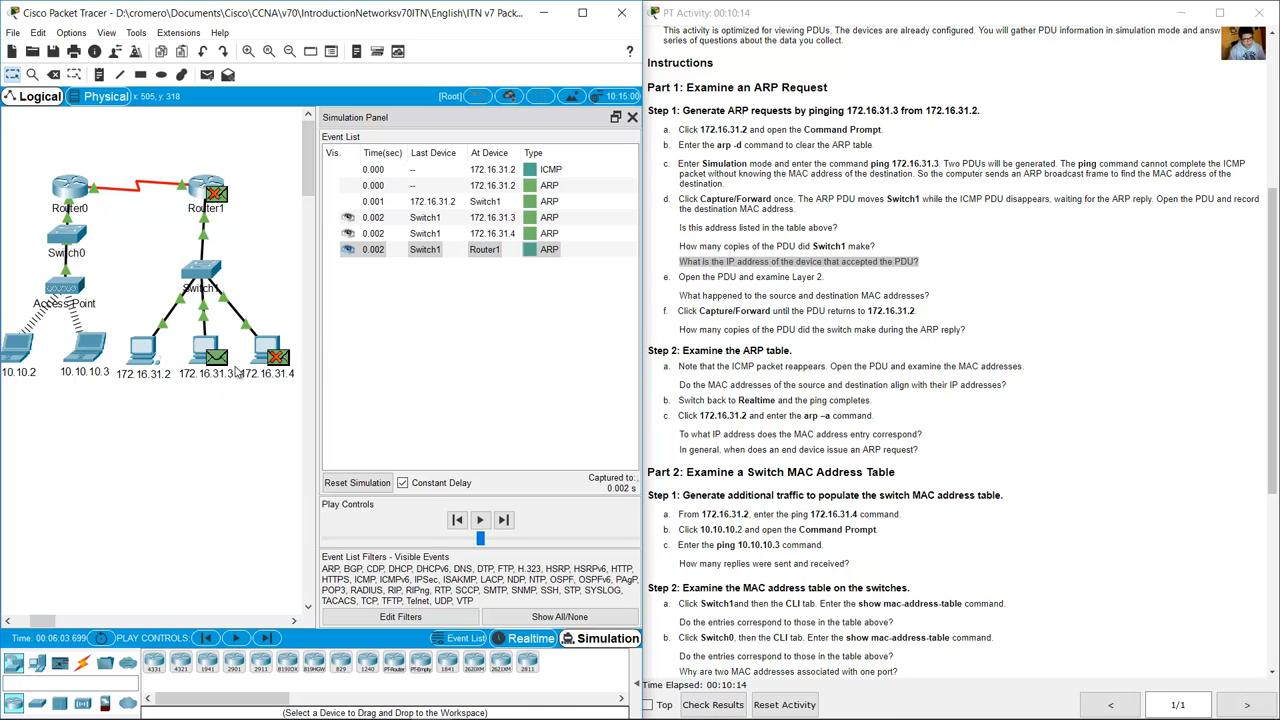 Cisco Packet Tracer - D:\cromero\Documents\Cisco\CCNA\v70\IntroductionNetworksv70ITN\English\ITN v7 Pack...
File Edit Options View Tools Extensions Help
Logical Physical x: 505, y: 318 [Root] 10:15:00
Router0
Router1
Switch0
Switch1
Access Point
10.10.2
10.10.10.3
172.16.31.2
172.16.31.3
172.16.31.4
Simulation Panel
Event List
Vis. Time(sec) Last Device At Device Type
0.000 -- 172.16.31.2 ICMP
0.000 -- 172.16.31.2 ARP
0.001 172.16.31.2 Switch1 ARP
0.002 Switch1 172.16.31.3 ARP
0.002 Switch1 172.16.31.4 ARP
0.002 Switch1 Router1 ARP
Reset Simulation Constant Delay Captured to:
0.002 s
Play Controls
Event List Filters - Visible Events
ARP, BGP, CDP, DHCP, DHCPv6, DNS, DTP, FTP, H.323, HSRP, HSRPv6, HTTP,
HTTPS, ICMP, ICMPv6, IPSec, ISAKMP, LACP, NDP, NTP, OSPF, OSPFv6, PAgP,
POP3, RADIUS, RIP, RIPng, RTP, SCCP, SMTP, SNMP, SSH, STP, SYSLOG,
TACACS, TCP, TFTP, Telnet, UDP, VTP
Edit Filters Show All/None
Time: 00:06:03.699 PLAY CONTROLS: Event List Realtime Simulation
4331 4321 1941 2901 2911 819IOX 819HGW 829 1240 PT-Router PT-Empty 1841 2620XM 2621XM 2811
(Select a Device to Drag and Drop to the Workspace)
PT Activity: 00:10:14
This activity is optimized for viewing PDUs. The devices are already configured. You will gather PDU information in simulation mode and answ
series of questions about the data you collect.
Instructions
Part 1: Examine an ARP Request
Step 1: Generate ARP requests by pinging 172.16.31.3 from 172.16.31.2.
a. Click 172.16.31.2 and open the Command Prompt.
b. Enter the arp -d command to clear the ARP table.
c. Enter Simulation mode and enter the command ping 172.16.31.3. Two PDUs will be generated. The ping command cannot complete the ICMP
packet without knowing the MAC address of the destination. So the computer sends an ARP broadcast frame to find the MAC address of the
destination.
d. Click Capture/Forward once. The ARP PDU moves Switch1 while the ICMP PDU disappears, waiting for the ARP reply. Open the PDU and record
the destination MAC address.
Is this address listed in the table above?
How many copies of the PDU did Switch1 make?
What is the IP address of the device that accepted the PDU?
e. Open the PDU and examine Layer 2.
What happened to the source and destination MAC addresses?
f. Click Capture/Forward until the PDU returns to 172.16.31.2.
How many copies of the PDU did the switch make during the ARP reply?
Step 2: Examine the ARP table.
a. Note that the ICMP packet reappears. Open the PDU and examine the MAC addresses.
Do the MAC addresses of the source and destination align with their IP addresses?
b. Switch back to Realtime and the ping completes.
c. Click 172.16.31.2 and enter the arp –a command.
To what IP address does the MAC address entry correspond?
In general, when does an end device issue an ARP request?
Part 2: Examine a Switch MAC Address Table
Step 1: Generate additional traffic to populate the switch MAC address table.
a. From 172.16.31.2, enter the ping 172.16.31.4 command.
b. Click 10.10.10.2 and open the Command Prompt.
c. Enter the ping 10.10.10.3 command.
How many replies were sent and received?
Step 2: Examine the MAC address table on the switches.
a. Click Switch1and then the CLI tab. Enter the show mac-address-table command.
Do the entries correspond to those in the table above?
b. Click Switch0, then the CLI tab. Enter the show mac-address-table command.
Do the entries correspond to those in the table above?
Why are two MAC addresses associated with one port?
Time Elapsed: 00:10:14
Top Check Results Reset Activity < 1/1 >